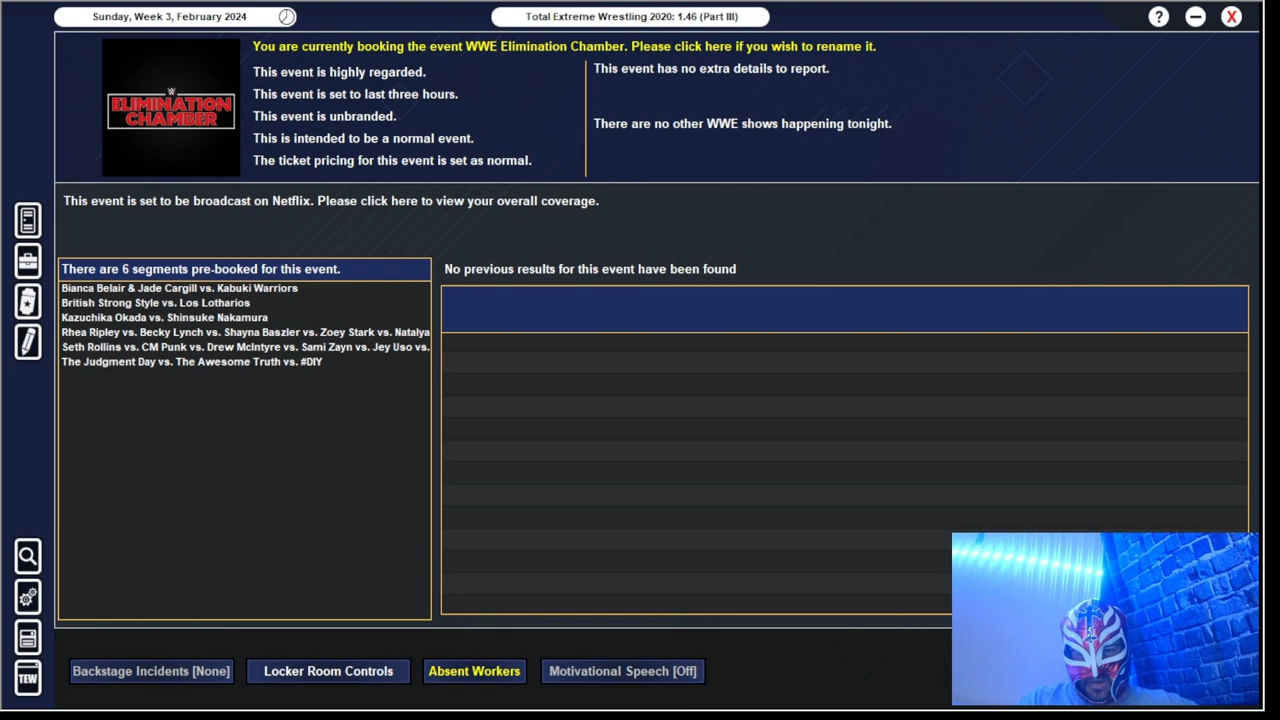 Sunday, Week 3, February 2024
Total Extreme Wrestling 2020: 1.46 (Part III)
?
X
W
ELIMINATION
CHAMBER
You are currently booking the event WWE Elimination Chamber. Please click here if you wish to rename it.
This event is highly regarded.
This event is set to last three hours.
This event is unbranded.
This is intended to be a normal event.
The ticket pricing for this event is set as normal.
This event has no extra details to report.
There are no other WWE shows happening tonight.
This event is set to be broadcast on Netflix. Please click here to view your overall coverage.
There are 6 segments pre-booked for this event.
Bianca Belair & Jade Cargill vs. Kabuki Warriors
British Strong Style vs. Los Lotharios
Kazuchika Okada vs. Shinsuke Nakamura
Rhea Ripley vs. Becky Lynch vs. Shayna Baszler vs. Zoey Stark vs. Natalya
Seth Rollins vs. CM Punk vs. Drew McIntyre vs. Sami Zayn vs. Jey Uso vs.
The Judgment Day vs. The Awesome Truth vs. #DIY
No previous results for this event have been found
TEW
Backstage Incidents [None]
Locker Room Controls
Absent Workers
Motivational Speech [Off]